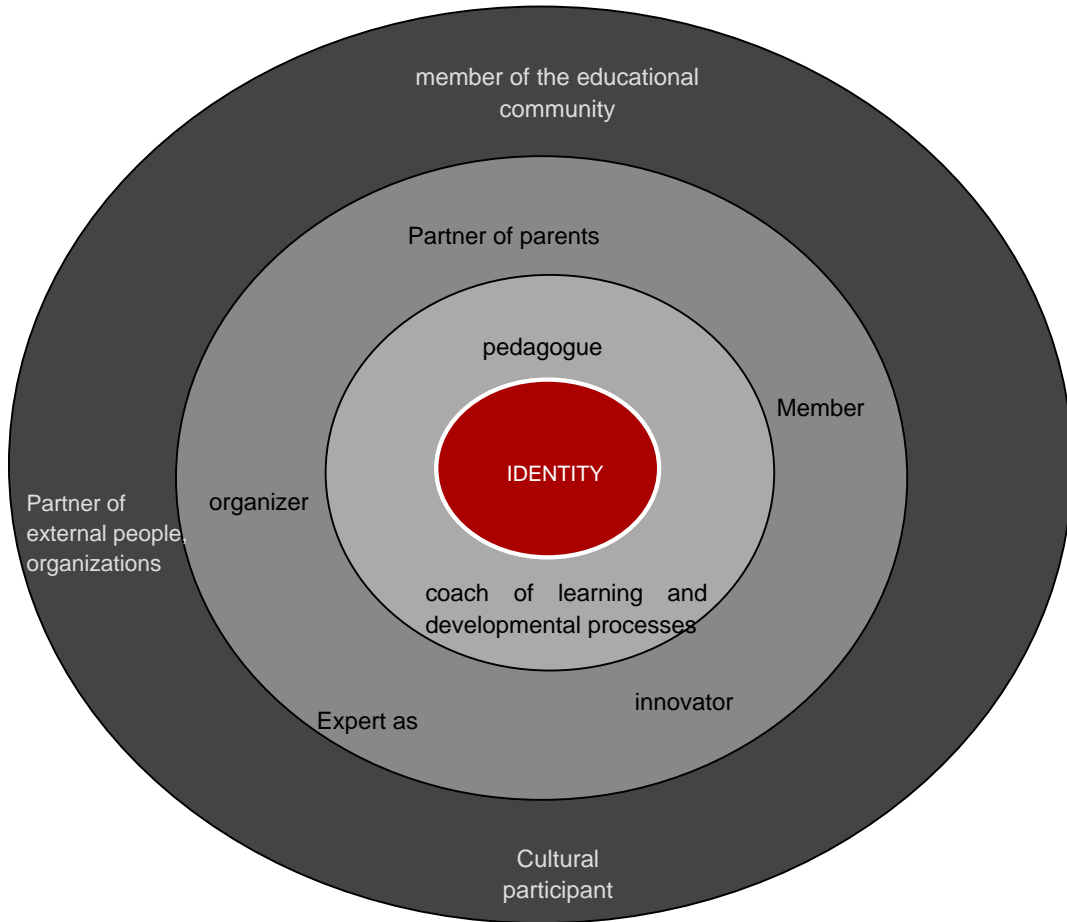 member of the educational
community
Partner of parents
pedagogue
Member
IDENTITY
organizer
Partner of
external people,
organizations
coach of learning and
developmental processes
innovator
Expert as
Cultural
participant